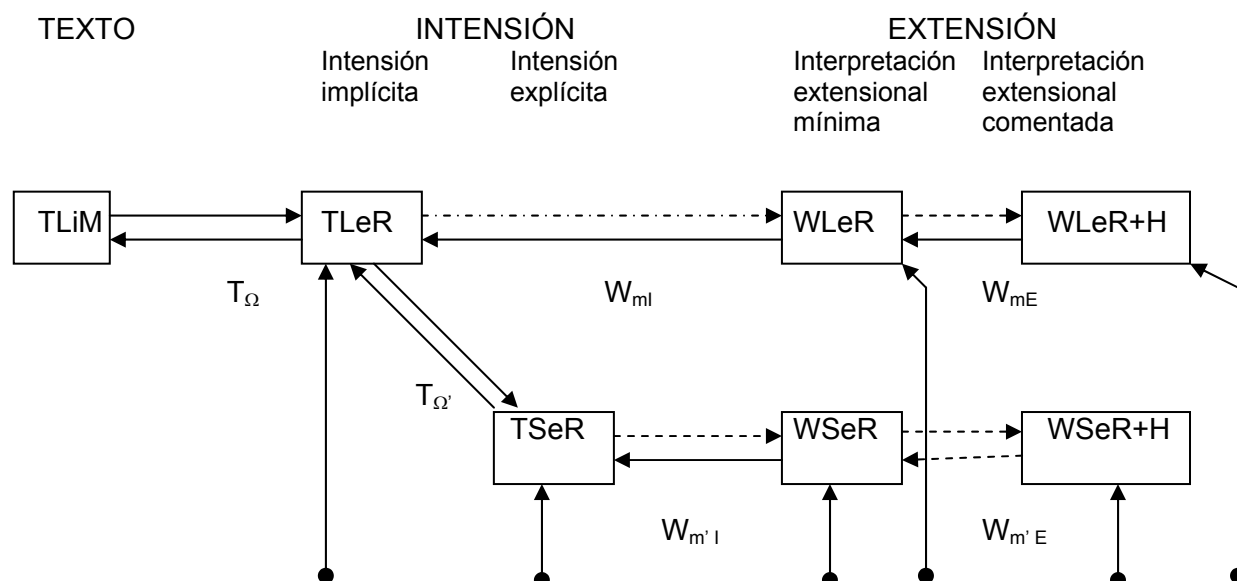 TEXTO INTENSIÓN EXTENSIÓN
Intensión implícita
Intensión explícita
Interpretación extensional mínima
Interpretación extensional comentada
TLiM
TLeR
WLeR
WLeR+H
TΩ
WmI
WmE
TΩ’
TSeR
WSeR
WSeR+H
Wm’ I
Wm’ E